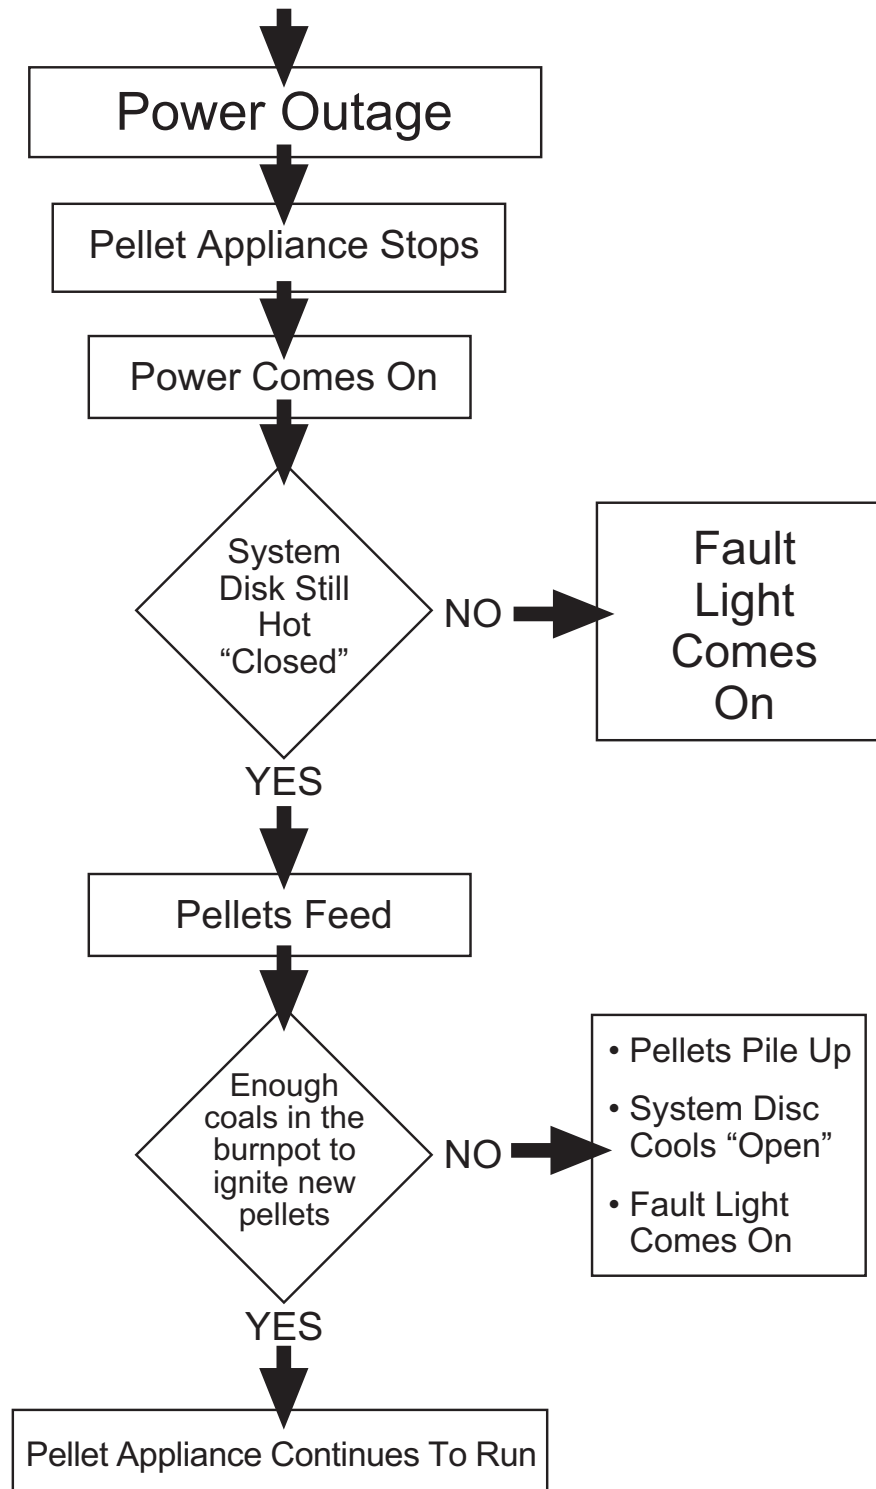 Power Outage
Pellet Appliance Stops
Power Comes On
System
Disk Still
Hot
“Closed”
NO
Fault
Light
Comes
On
YES
Pellets Feed
Enough
coals in the
burnpot to
ignite new
pellets
NO
• Pellets Pile Up
• System Disc
Cools “Open”
• Fault Light
Comes On
YES
Pellet Appliance Continues To Run